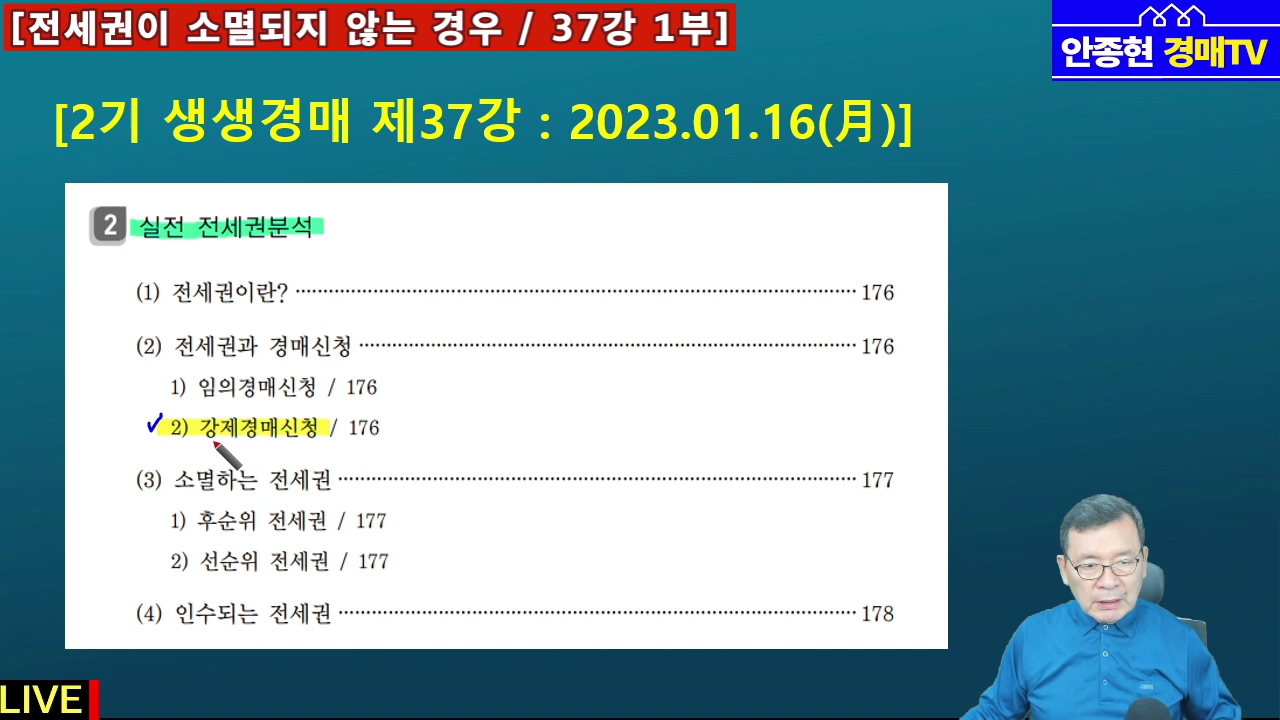 [전세권이 소멸되지 않는 경우 / 37강 1부]
안종현 경매TV
[2기 생생경매 제37강 : 2023.01.16(月)]
2 실전 전세권분석
(1) 전세권이란? 176
(2) 전세권과 경매신청 176
1) 임의경매신청 / 176
✓ 2) 강제경매신청 / 176
(3) 소멸하는 전세권 177
1) 후순위 전세권 / 177
2) 선순위 전세권 / 177
(4) 인수되는 전세권 178
LIVE